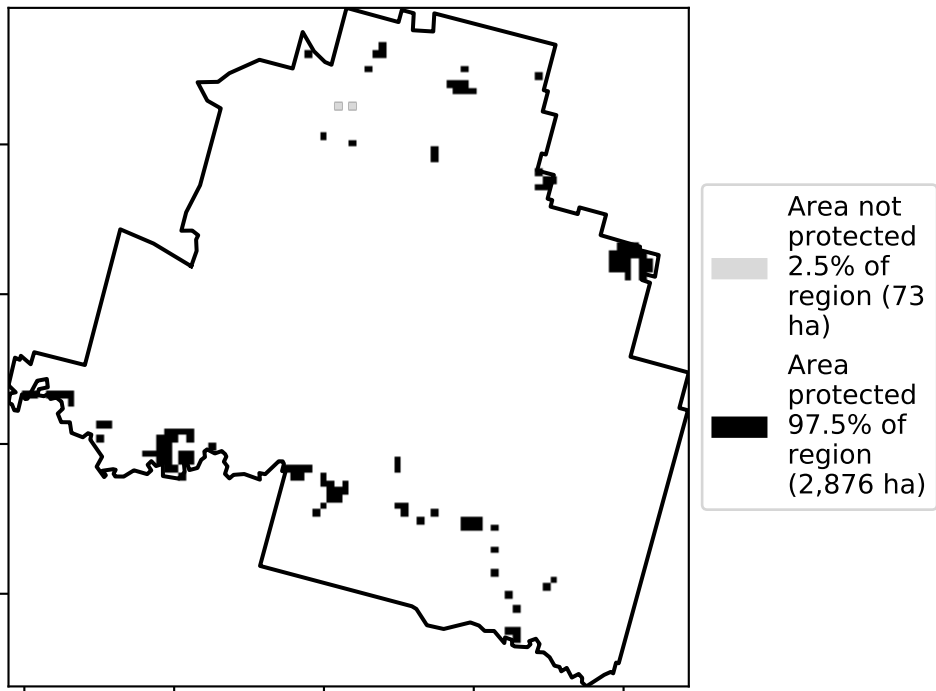 Area not
protected
2.5% of
region (73
ha)
Area
protected
97.5% of
region
(2,876 ha)